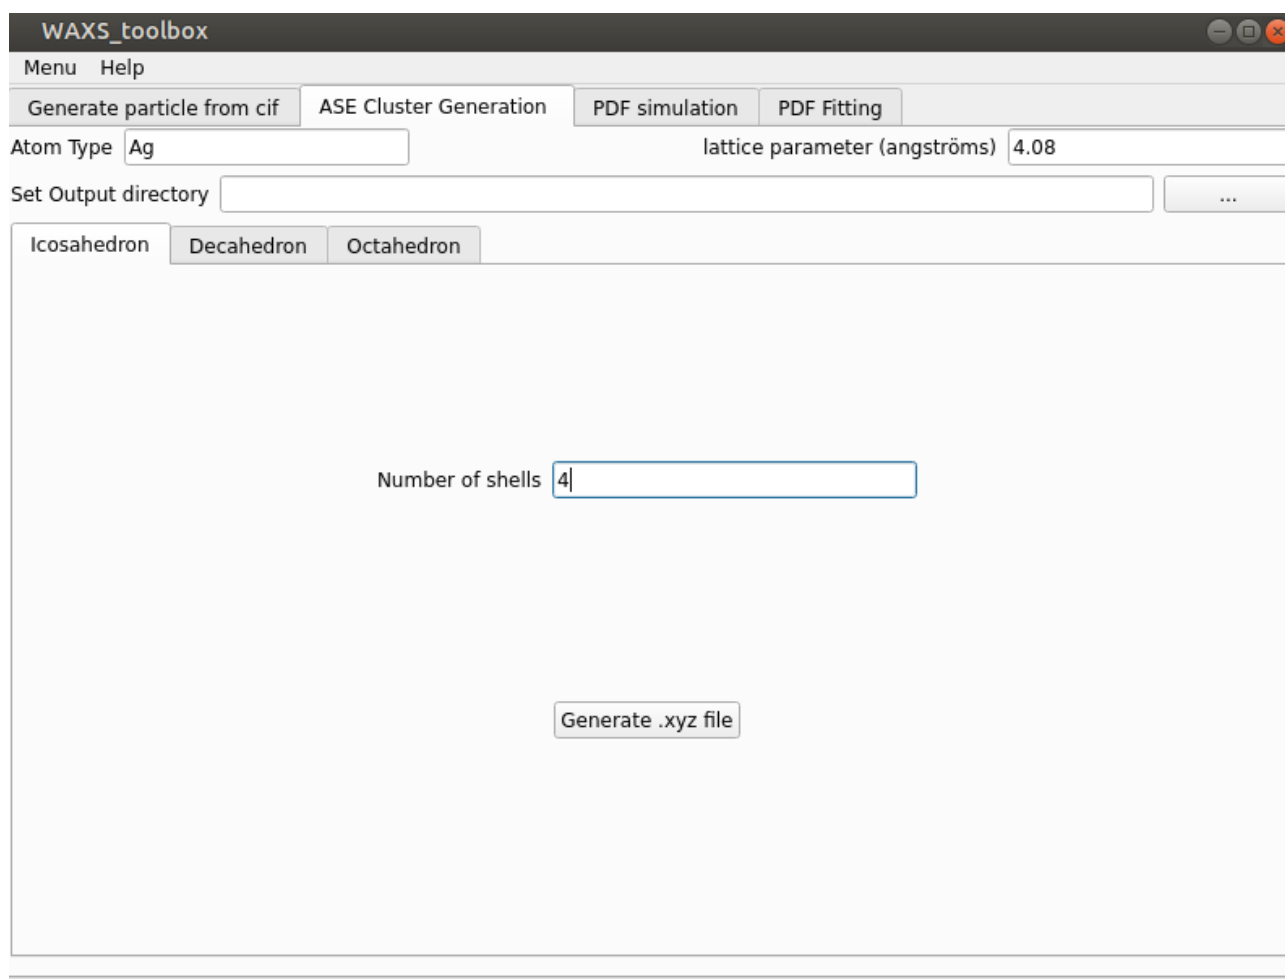 WAXS_toolbox
Menu Help
Generate particle from cif ASE Cluster Generation PDF simulation PDF Fitting
Atom Type Ag lattice parameter (angströms) 4.08
Set Output directory ...
Icosahedron Decahedron Octahedron
Number of shells 4
Generate .xyz file